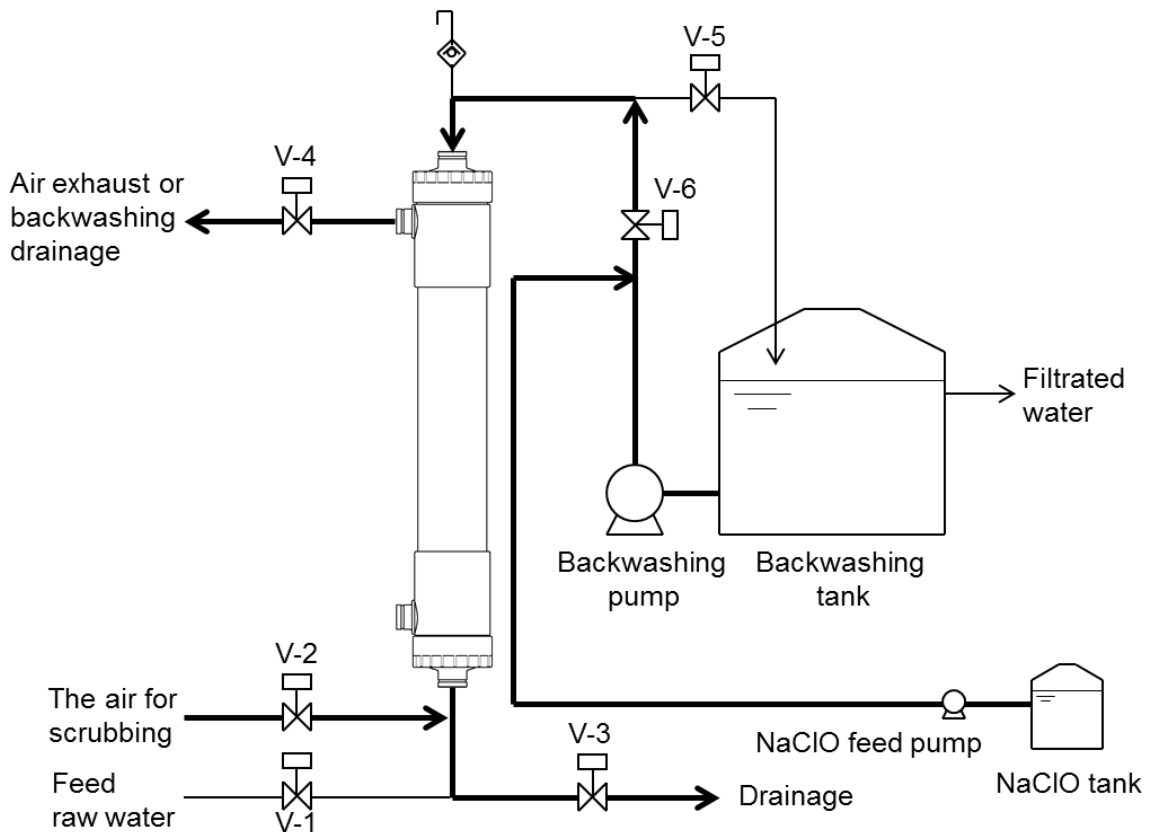 V-5
V-4
Air exhaust or
backwashing
drainage
V-6
Filtrated
water
Backwashing
pump
Backwashing
tank
V-2
The air for
scrubbing
V-3
NaClO feed pump
NaClO tank
Feed
raw water
V-1
Drainage